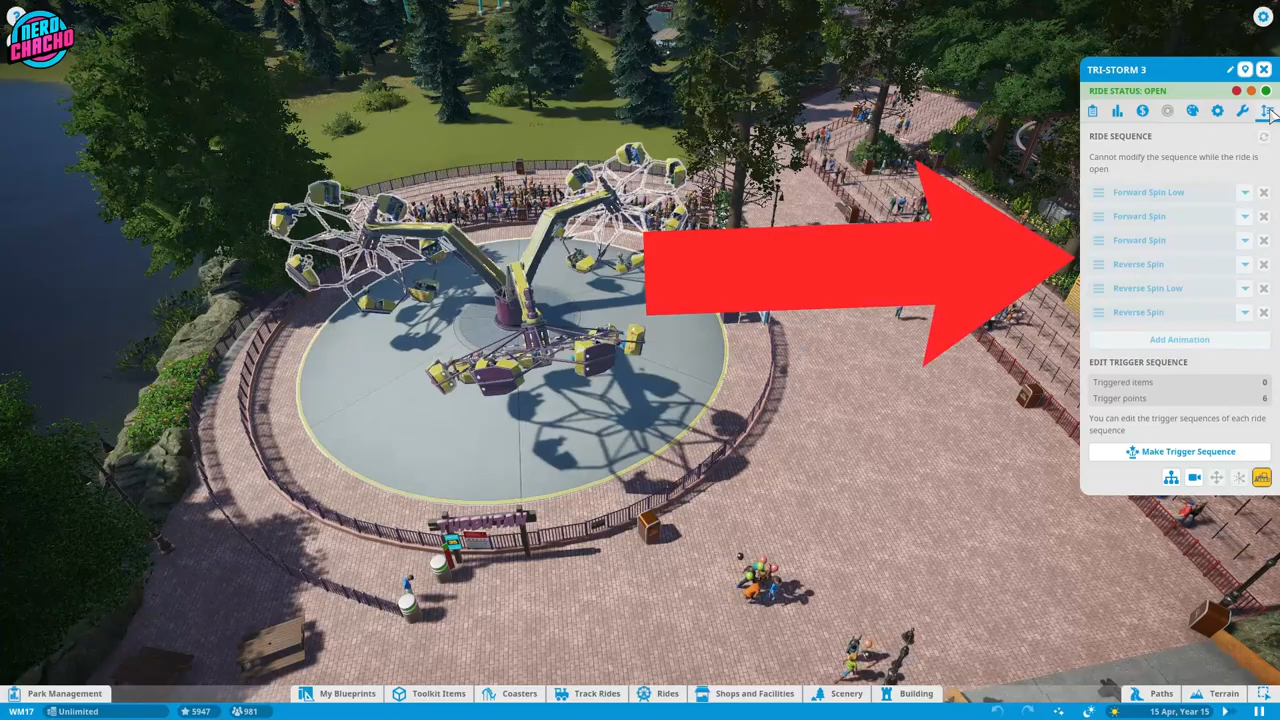 NERD
CHACHO
TRI-STORM 3
RIDE STATUS: OPEN
RIDE SEQUENCE
Cannot modify the sequence while the ride is
open
Forward Spin Low
Forward Spin
Forward Spin
Reverse Spin
Reverse Spin Low
Reverse Spin
Add Animation
EDIT TRIGGER SEQUENCE
Triggered items 0
Trigger points 6
You can edit the trigger sequences of each ride
sequence
Make Trigger Sequence
Park Management My Blueprints Toolkit Items Coasters Track Rides Rides Shops and Facilities Scenery Building Paths Terrain
WM17 Unlimited 5947 981 15 Apr, Year 15